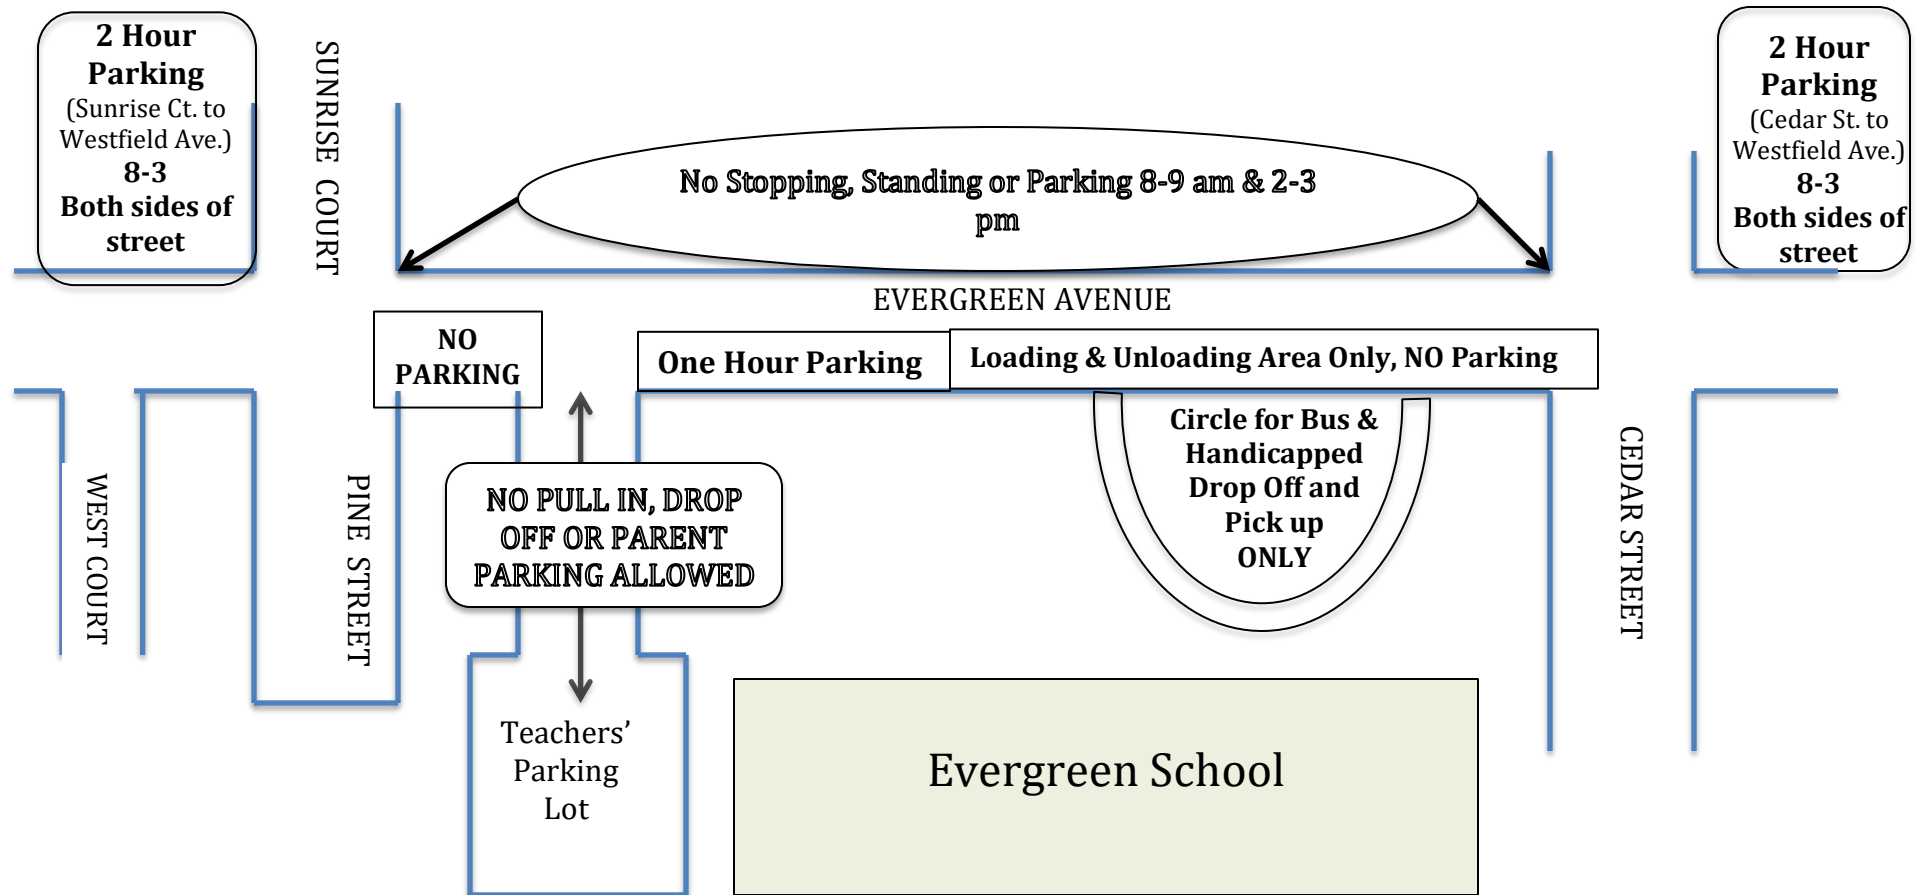 2 Hour
Parking
(Sunrise Ct. to
Westfield Ave.)
8-3
Both sides of
street
SUNRISE COURT
No Stopping, Standing or Parking 8-9 am & 2-3
pm
2 Hour
Parking
(Cedar St. to
Westfield Ave.)
8-3
Both sides of
street
EVERGREEN AVENUE
NO
PARKING
One Hour Parking
Loading & Unloading Area Only, NO Parking
WEST COURT
PINE STREET
NO PULL IN, DROP
OFF OR PARENT
PARKING ALLOWED
Circle for Bus &
Handicapped
Drop Off and
Pick up
ONLY
CEDAR STREET
Teachers’
Parking
Lot
Evergreen School